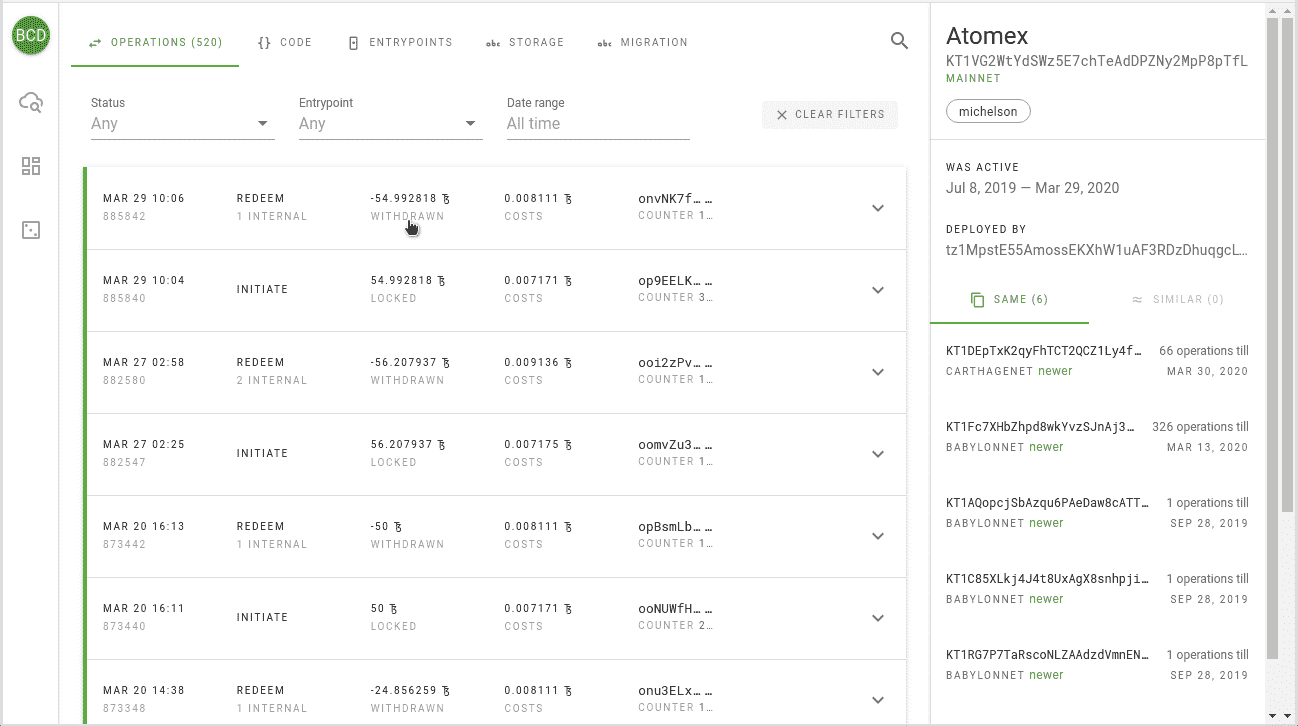 BCD
OPERATIONS (520)
{} CODE
ENTRYPOINTS
abc STORAGE
abc MIGRATION
Status
Any
Entrypoint
Any
Date range
All time
CLEAR FILTERS
MAR 29 10:06 REDEEM -54.992818 ꜩ 0.008111 ꜩ onvNK7f… …
885842 1 INTERNAL WITHDRAWN COSTS COUNTER 1…
MAR 29 10:04 INITIATE 54.992818 ꜩ 0.007171 ꜩ op9EELK… …
885840 LOCKED COSTS COUNTER 3…
MAR 27 02:58 REDEEM -56.207937 ꜩ 0.009136 ꜩ ooi2zPv… …
882580 2 INTERNAL WITHDRAWN COSTS COUNTER 1…
MAR 27 02:25 INITIATE 56.207937 ꜩ 0.007175 ꜩ oomvZu3… …
882547 LOCKED COSTS COUNTER 1…
MAR 20 16:13 REDEEM -50 ꜩ 0.008111 ꜩ opBsmLb… …
873442 1 INTERNAL WITHDRAWN COSTS COUNTER 1…
MAR 20 16:11 INITIATE 50 ꜩ 0.007171 ꜩ ooNUWfH… …
873440 LOCKED COSTS COUNTER 2…
MAR 20 14:38 REDEEM -24.856259 ꜩ 0.008111 ꜩ onu3ELx… …
873348 1 INTERNAL WITHDRAWN COSTS COUNTER 1…
Atomex
KT1VG2WtYdSWz5E7chTeAdDPZNy2MpP8pTfL
MAINNET
michelson
WAS ACTIVE
Jul 8, 2019 — Mar 29, 2020
DEPLOYED BY
tz1MpstE55AmossEKXhW1uAF3RDzDhuqgcL…
SAME (6)
≈ SIMILAR (0)
KT1DEpTxK2qyFhTCT2QCZ1Ly4f… 66 operations till
CARTHAGENET newer MAR 30, 2020
KT1Fc7XHbZhpd8wkYvzSJnAj3… 326 operations till
BABYLONNET newer MAR 13, 2020
KT1AQopcjSbAzqu6PAeDaw8cATT… 1 operations till
BABYLONNET newer SEP 28, 2019
KT1C85XLkj4J4t8UxAgX8snhpji… 1 operations till
BABYLONNET newer SEP 28, 2019
KT1RG7P7TaRscoNLZAAdzdVmnEN… 1 operations till
BABYLONNET newer SEP 28, 2019